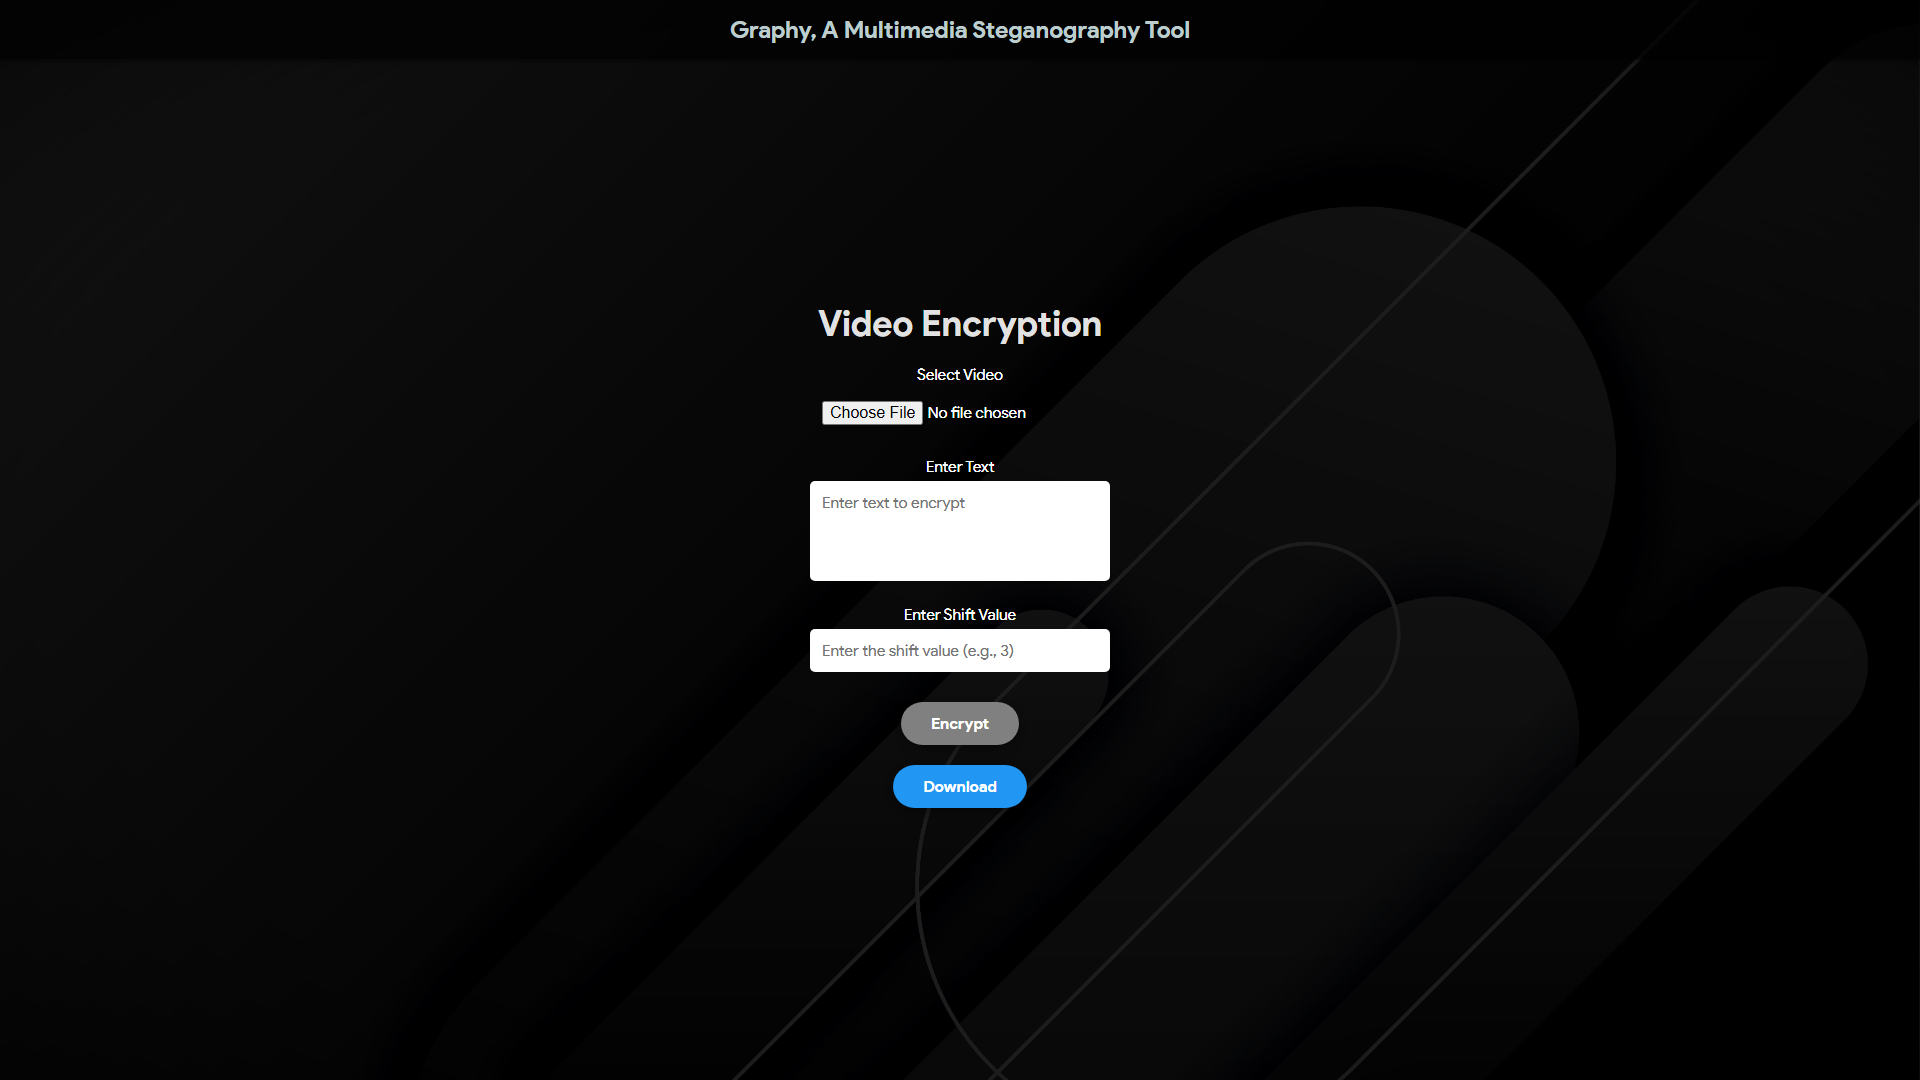 Graphy, A Multimedia Steganography Tool
Video Encryption
Select Video
Choose File No file chosen
Enter Text
Enter text to encrypt
Enter Shift Value
Enter the shift value (e.g., 3)
Encrypt
Download